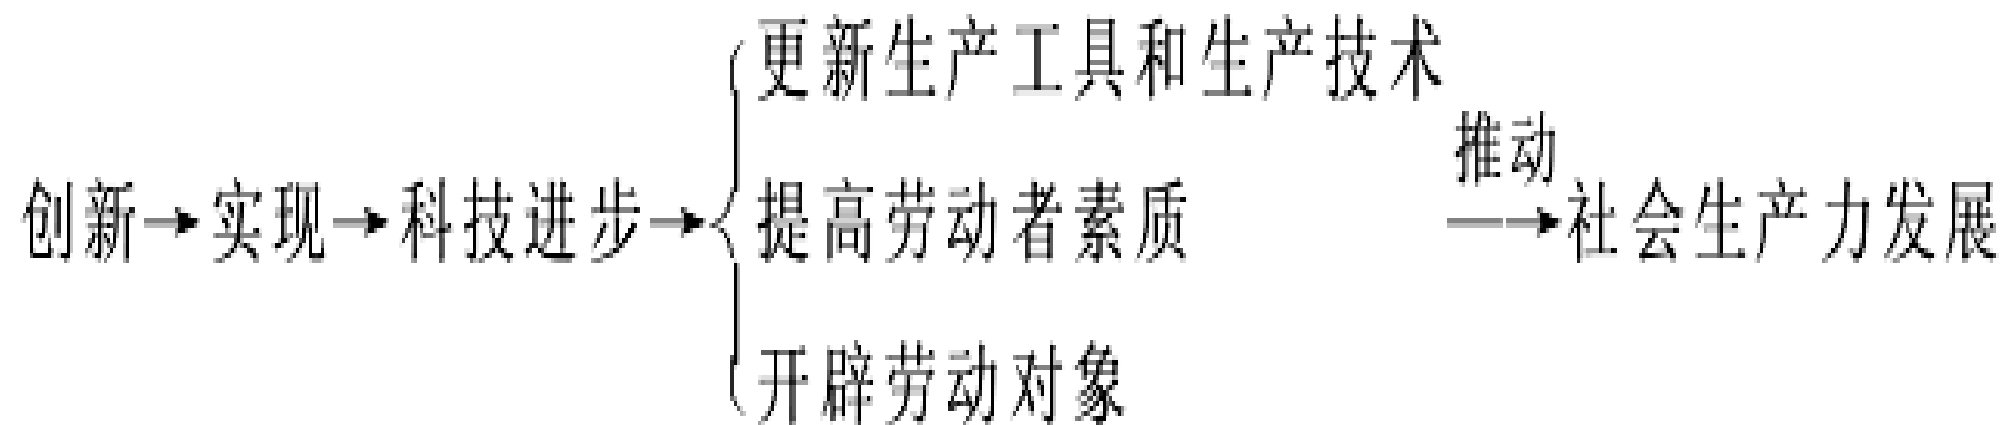 更新生产工具和生产技术
推动
创新→实现→科技进步→提高劳动者素质→社会生产力发展
开辟劳动对象